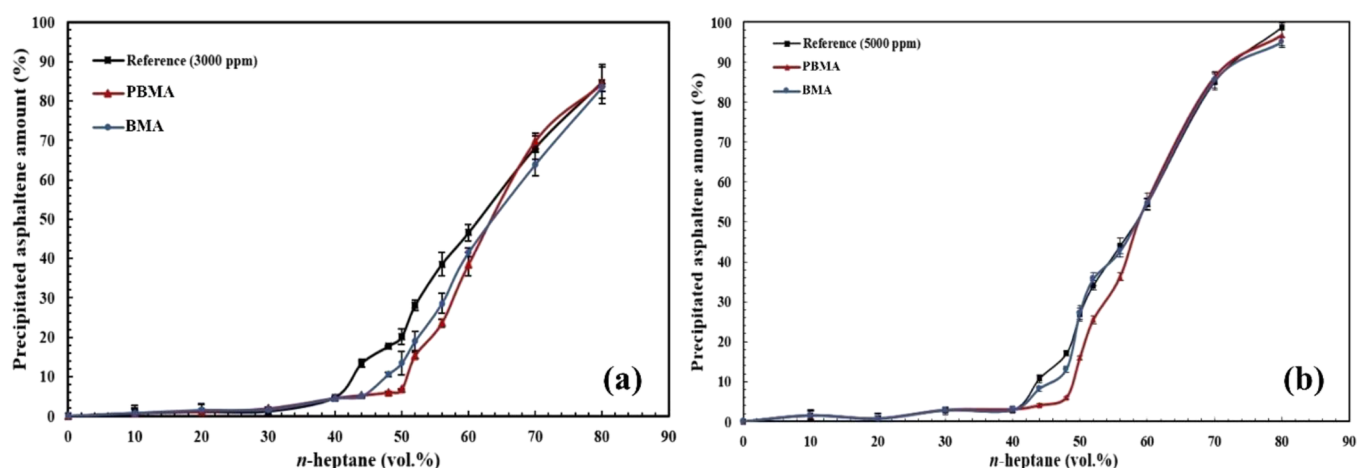 Precipitated asphaltene amount (%)
100
90
80
70
60
50
40
30
20
10
0
Reference (3000 ppm)
PBMA
BMA
(a)
0 10 20 30 40 50 60 70 80 90
n-heptane (vol.%)
Precipitated asphaltene amount (%)
100
90
80
70
60
50
40
30
20
10
0
Reference (5000 ppm)
PBMA
BMA
(b)
0 10 20 30 40 50 60 70 80 90
n-heptane (vol.%)